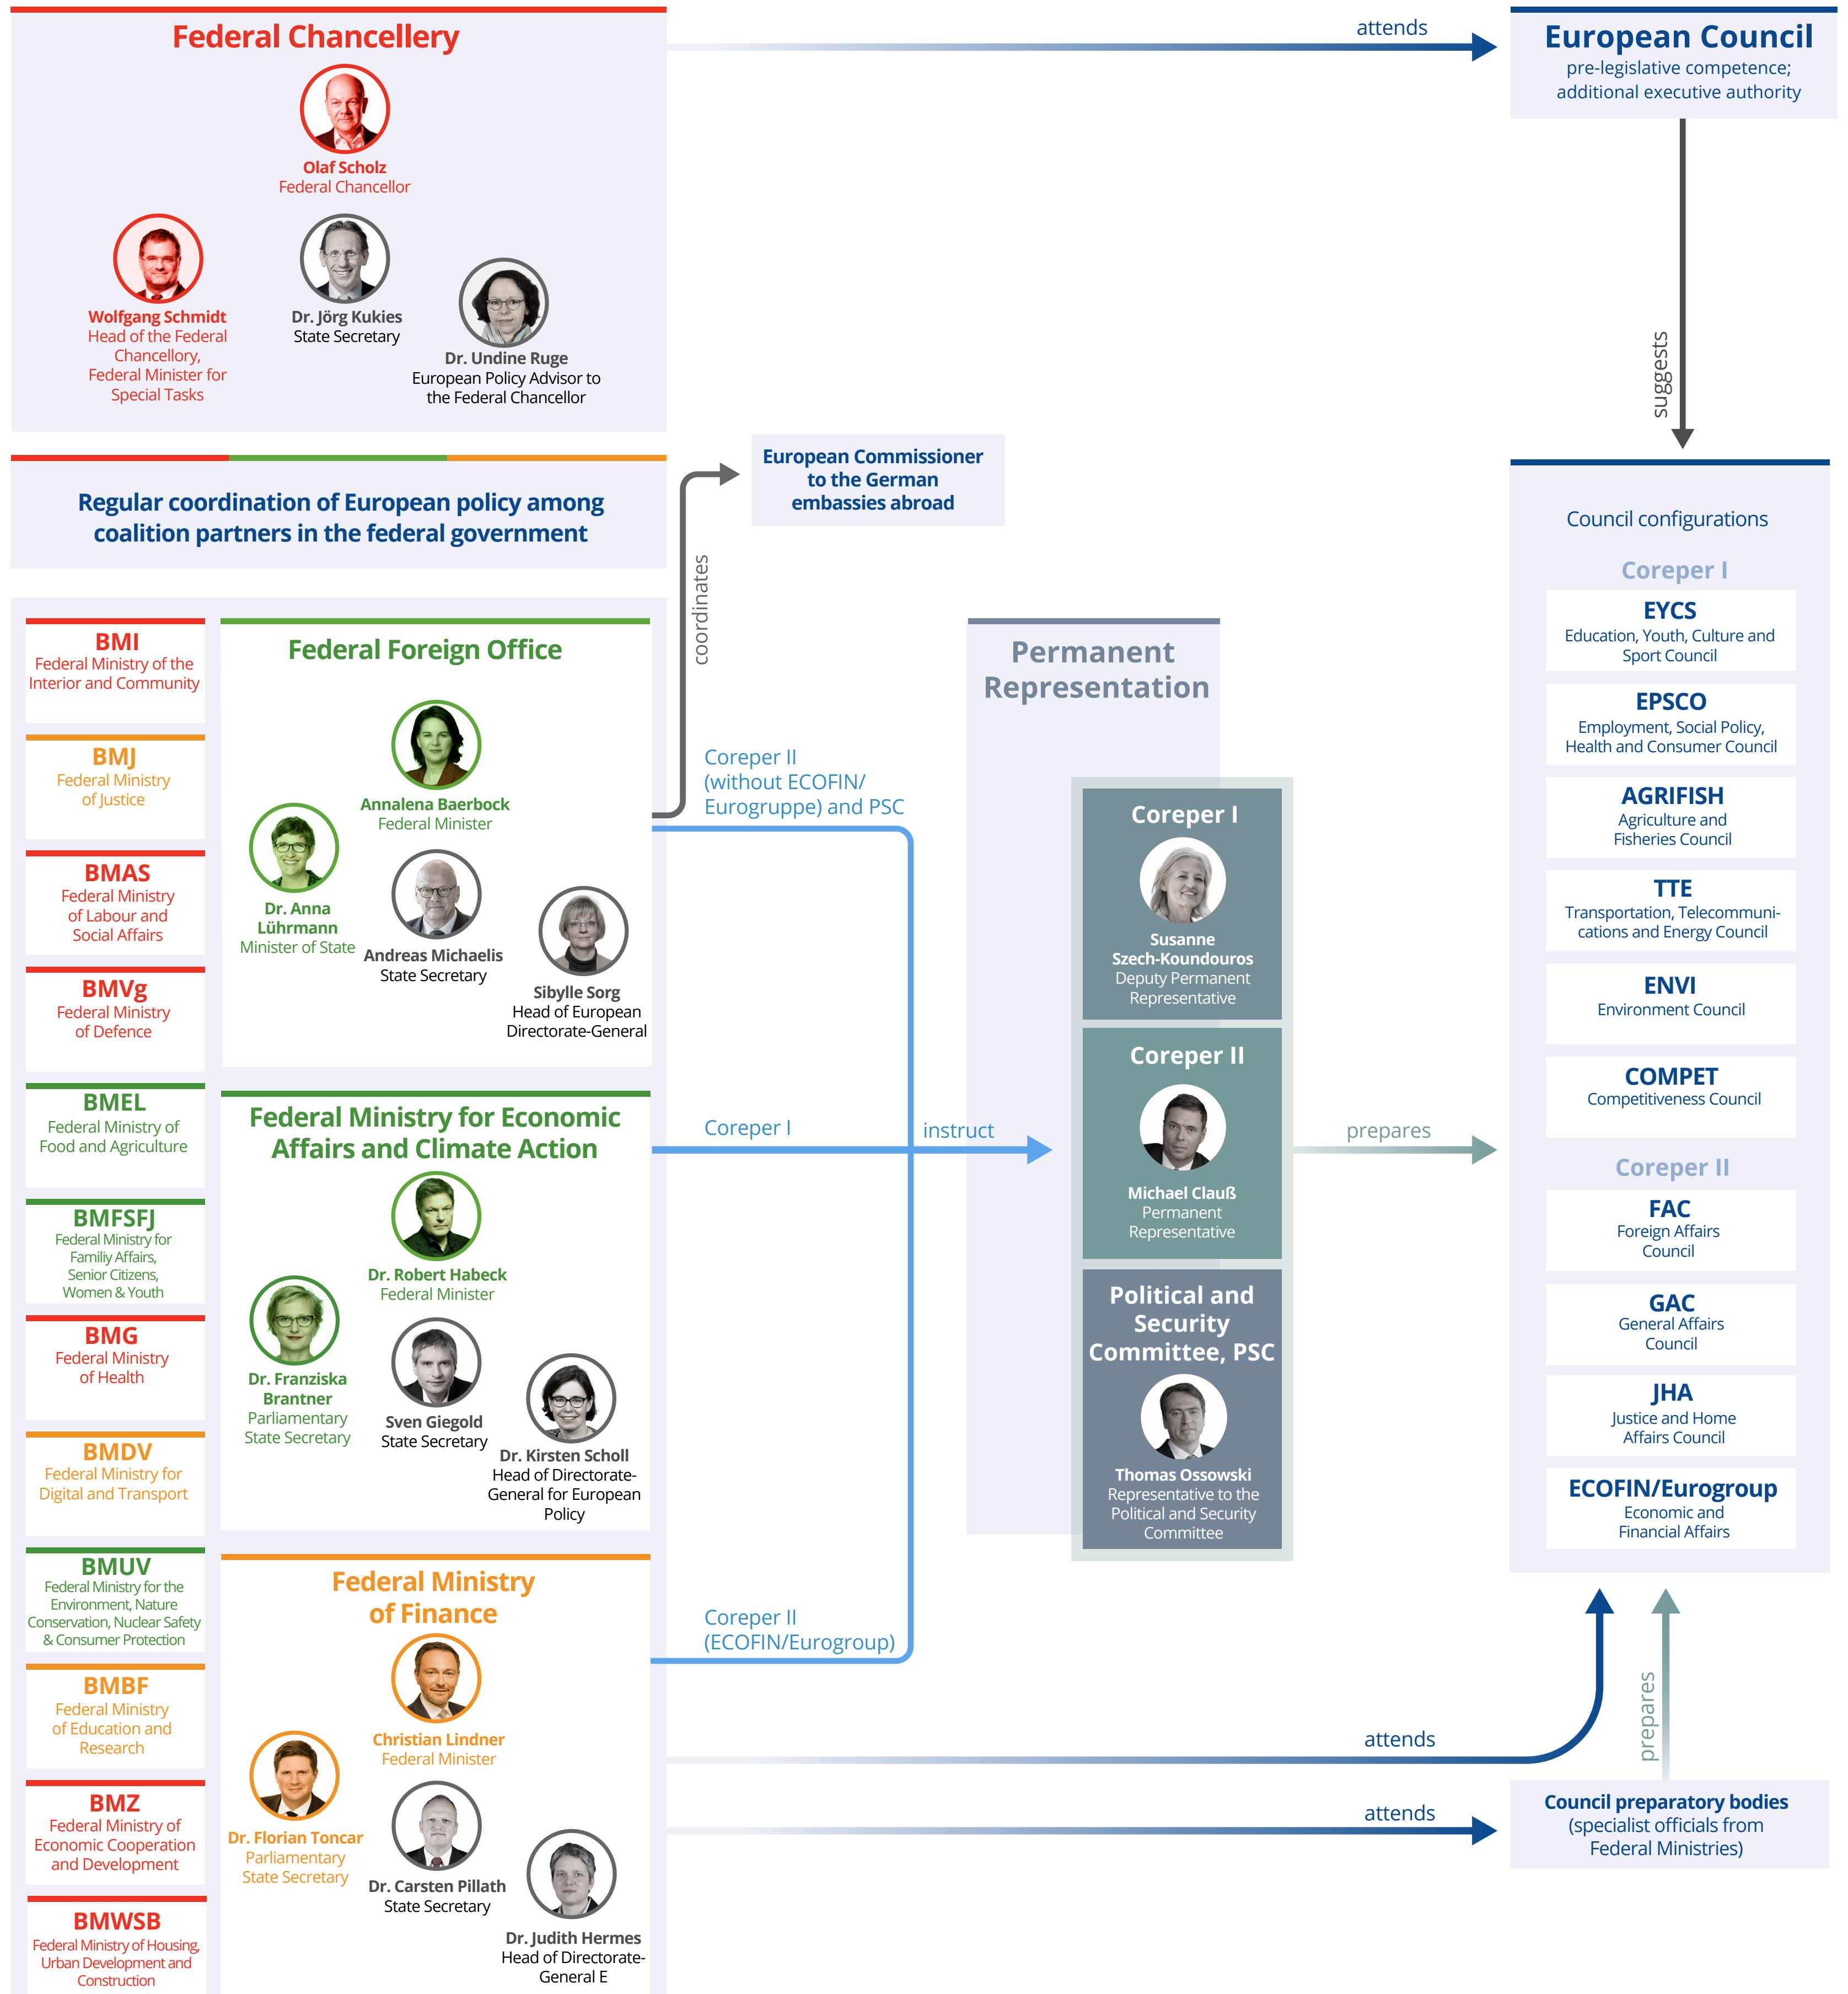 Federal Chancellery
Olaf Scholz
Federal Chancellor
Wolfgang Schmidt
Head of the Federal
Chancellory,
Federal Minister for
Special Tasks
Dr. Jörg Kukies
State Secretary
Dr. Undine Ruge
European Policy Advisor to
the Federal Chancellor
attends
European Council
pre-legislative competence;
additional executive authority
suggests
Regular coordination of European policy among
coalition partners in the federal government
European Commissioner
to the German
embassies abroad
coordinates
BMI
Federal Ministry of the
Interior and Community
BMJ
Federal Ministry
of Justice
BMAS
Federal Ministry
of Labour and
Social Affairs
BMVg
Federal Ministry
of Defence
BMEL
Federal Ministry of
Food and Agriculture
BMFSFJ
Federal Ministry for
Familiy Affairs,
Senior Citizens,
Women & Youth
BMG
Federal Ministry
of Health
BMDV
Federal Ministry for
Digital and Transport
BMUV
Federal Ministry for the
Environment, Nature
Conservation, Nuclear Safety
& Consumer Protection
BMBF
Federal Ministry
of Education and
Research
BMZ
Federal Ministry of
Economic Cooperation
and Development
BMWSB
Federal Ministry of Housing,
Urban Development and
Construction
Federal Foreign Office
Annalena Baerbock
Federal Minister
Dr. Anna
Lührmann
Minister of State
Andreas Michaelis
State Secretary
Sibylle Sorg
Head of European
Directorate-General
Federal Ministry for Economic
Affairs and Climate Action
Dr. Robert Habeck
Federal Minister
Dr. Franziska
Brantner
Parliamentary
State Secretary
Sven Giegold
State Secretary
Dr. Kirsten Scholl
Head of Directorate-
General for European
Policy
Federal Ministry
of Finance
Christian Lindner
Federal Minister
Dr. Florian Toncar
Parliamentary
State Secretary
Dr. Carsten Pillath
State Secretary
Dr. Judith Hermes
Head of Directorate-
General E
Coreper II
(without ECOFIN/
Eurogruppe) and PSC
Coreper I
instruct
Coreper II
(ECOFIN/Eurogroup)
Permanent
Representation
Coreper I
Susanne
Szech-Koundouros
Deputy Permanent
Representative
Coreper II
Michael Clauß
Permanent
Representative
Political and
Security
Committee, PSC
Thomas Ossowski
Representative to the
Political and Security
Committee
prepares
Council configurations
Coreper I
EYCS
Education, Youth, Culture and
Sport Council
EPSCO
Employment, Social Policy,
Health and Consumer Council
AGRIFISH
Agriculture and
Fisheries Council
TTE
Transportation, Telecommuni-
cations and Energy Council
ENVI
Environment Council
COMPET
Competitiveness Council
Coreper II
FAC
Foreign Affairs
Council
GAC
General Affairs
Council
JHA
Justice and Home
Affairs Council
ECOFIN/Eurogroup
Economic and
Financial Affairs
attends
prepares
attends
Council preparatory bodies
(specialist officials from
Federal Ministries)